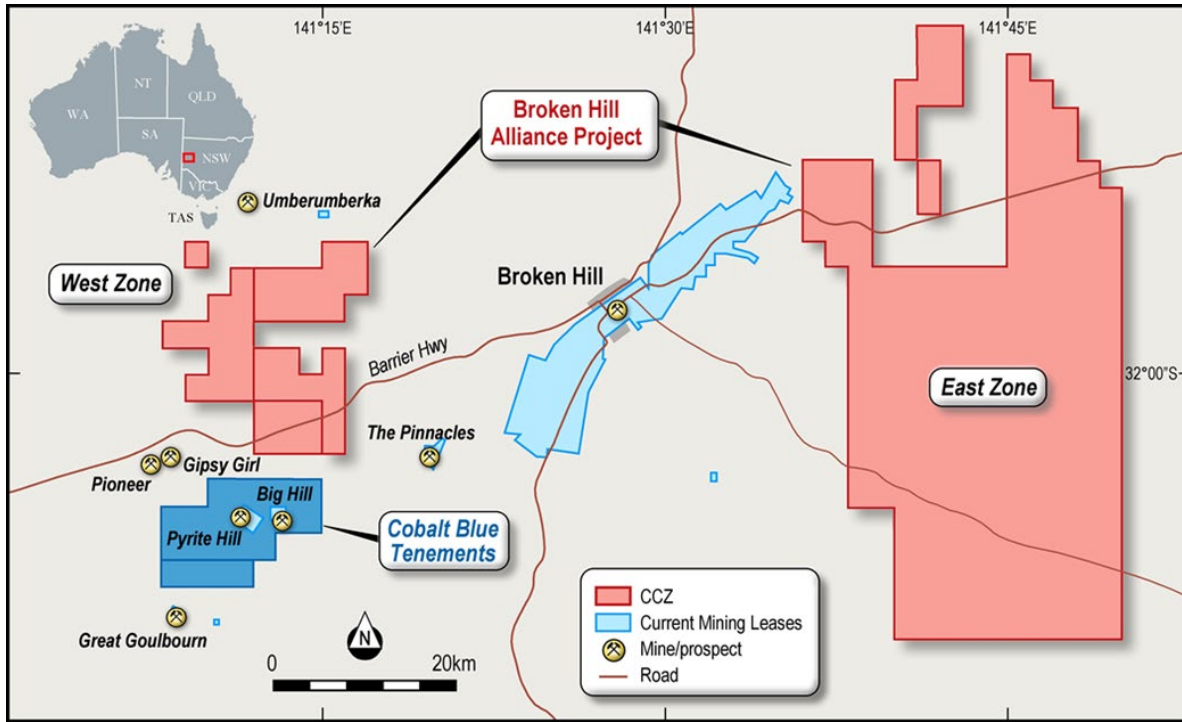 141°15'E
141°30'E
141°45'E
WA
NT
QLD
SA
NSW
VIC
TAS
Broken Hill
Alliance Project
Umberumberka
West Zone
Broken Hill
Barrier Hwy
East Zone
32°00"S
The Pinnacles
Gipsy Girl
Pioneer
Big Hill
Pyrite Hill
Cobalt Blue
Tenements
Great Goulbourn
N
0
20km
CCZ
Current Mining Leases
Mine/prospect
Road